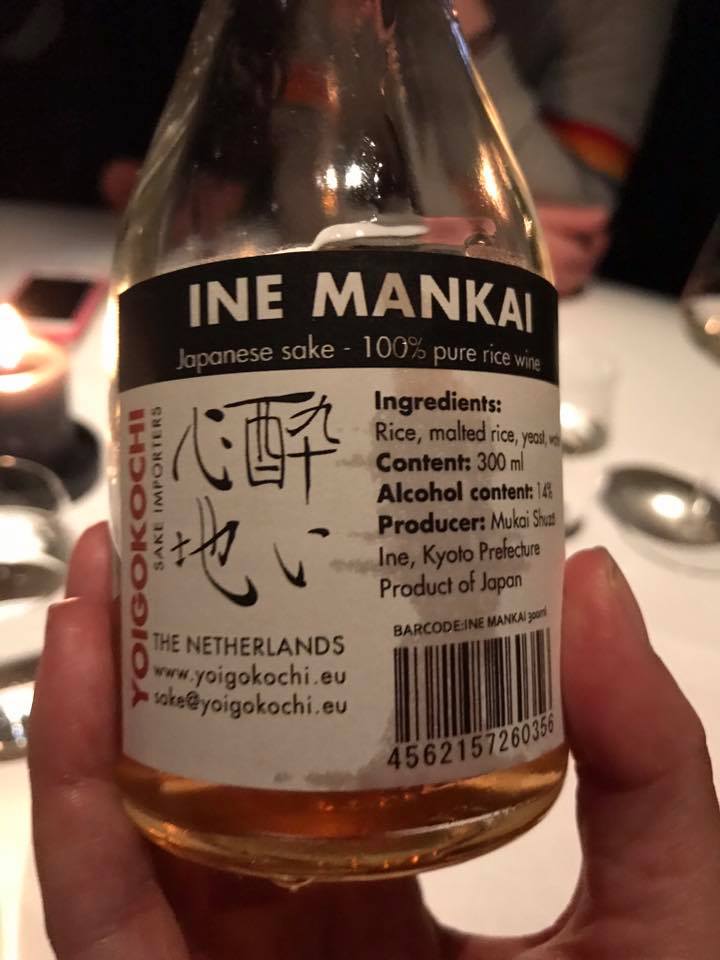 INE MANKAI
Japanese sake - 100% pure rice wine
YOIGOKOCHI
SAKE IMPORTERS
酔い
心地
THE NETHERLANDS
www.yoigokochi.eu
sake@yoigokochi.eu
Ingredients:
Rice, malted rice, yeast,
Content: 300 ml
Alcohol content: 14%
Producer: Mukai Shuzo
Ine, Kyoto Prefecture
Product of Japan
BARCODE:INE MANKAI 300ml
4562157260356